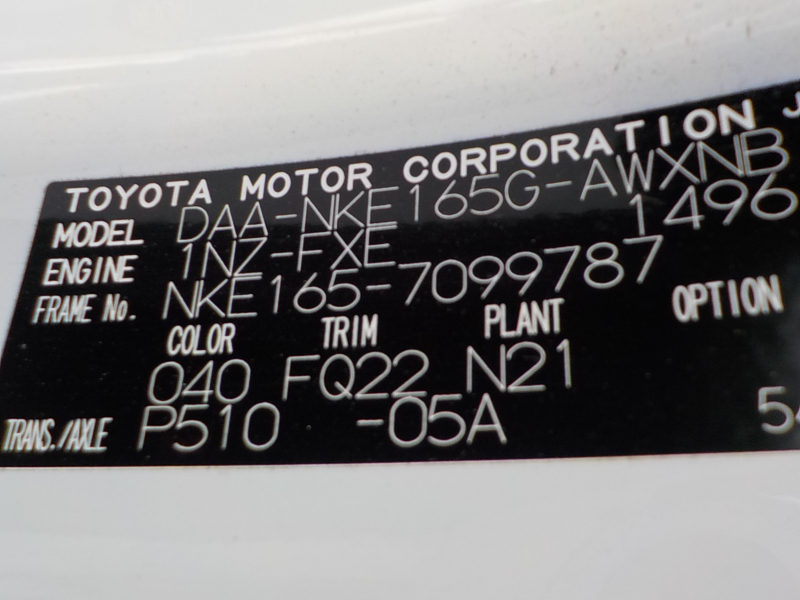 TOYOTA MOTOR CORPORATION J
MODEL DAA-NKE165G-AWXNB
ENGINE 1NZ-FXE 1496
FRAME No. NKE165-7099787
COLOR TRIM PLANT OPTION
040 FQ22 N21
TRANS./AXLE P510 -05A 54